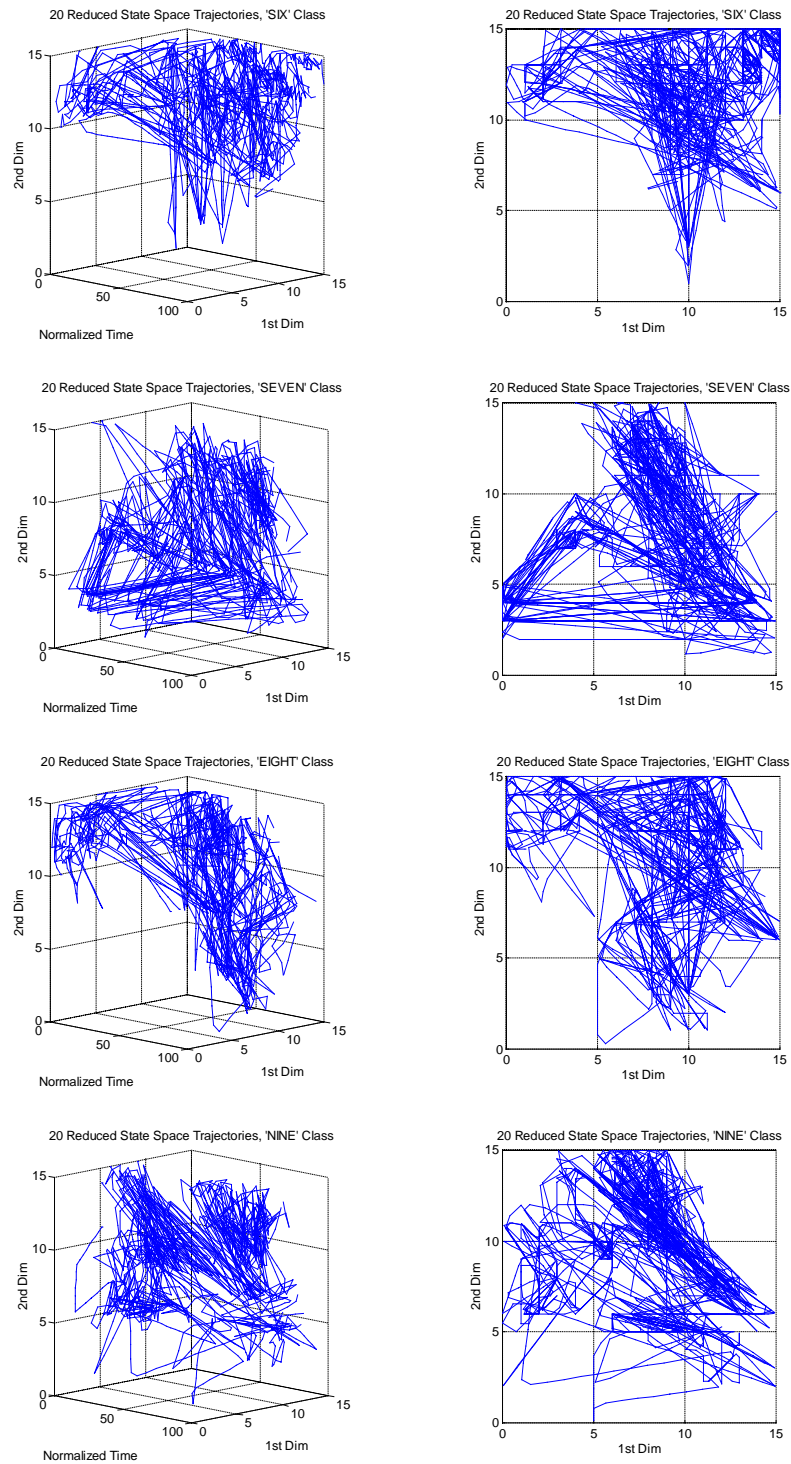 20 Reduced State Space Trajectories, 'SIX' Class
15
10
5
0
2nd Dim
0
50
100
Normalized Time
0
5
10
15
1st Dim
20 Reduced State Space Trajectories, 'SIX' Class
15
10
5
0
2nd Dim
0
5
10
15
1st Dim
20 Reduced State Space Trajectories, 'SEVEN' Class
15
10
5
0
2nd Dim
0
50
100
Normalized Time
0
5
10
15
1st Dim
20 Reduced State Space Trajectories, 'SEVEN' Class
15
10
5
0
2nd Dim
0
5
10
15
1st Dim
20 Reduced State Space Trajectories, 'EIGHT' Class
15
10
5
0
2nd Dim
0
50
100
Normalized Time
0
5
10
15
1st Dim
20 Reduced State Space Trajectories, 'EIGHT' Class
15
10
5
0
2nd Dim
0
5
10
15
1st Dim
20 Reduced State Space Trajectories, 'NINE' Class
15
10
5
0
2nd Dim
0
50
100
Normalized Time
0
5
10
15
1st Dim
20 Reduced State Space Trajectories, 'NINE' Class
15
10
5
0
2nd Dim
0
5
10
15
1st Dim